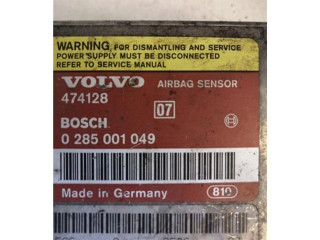 WARNING: FOR DISMANTLING AND SERVICE
POWER SUPPLY MUST BE DISCONNECTED
REFER TO SERVICE MANUAL
VOLVO AIRBAG SENSOR
474128
07
BOSCH
0 285 001 049
Made in Germany 810